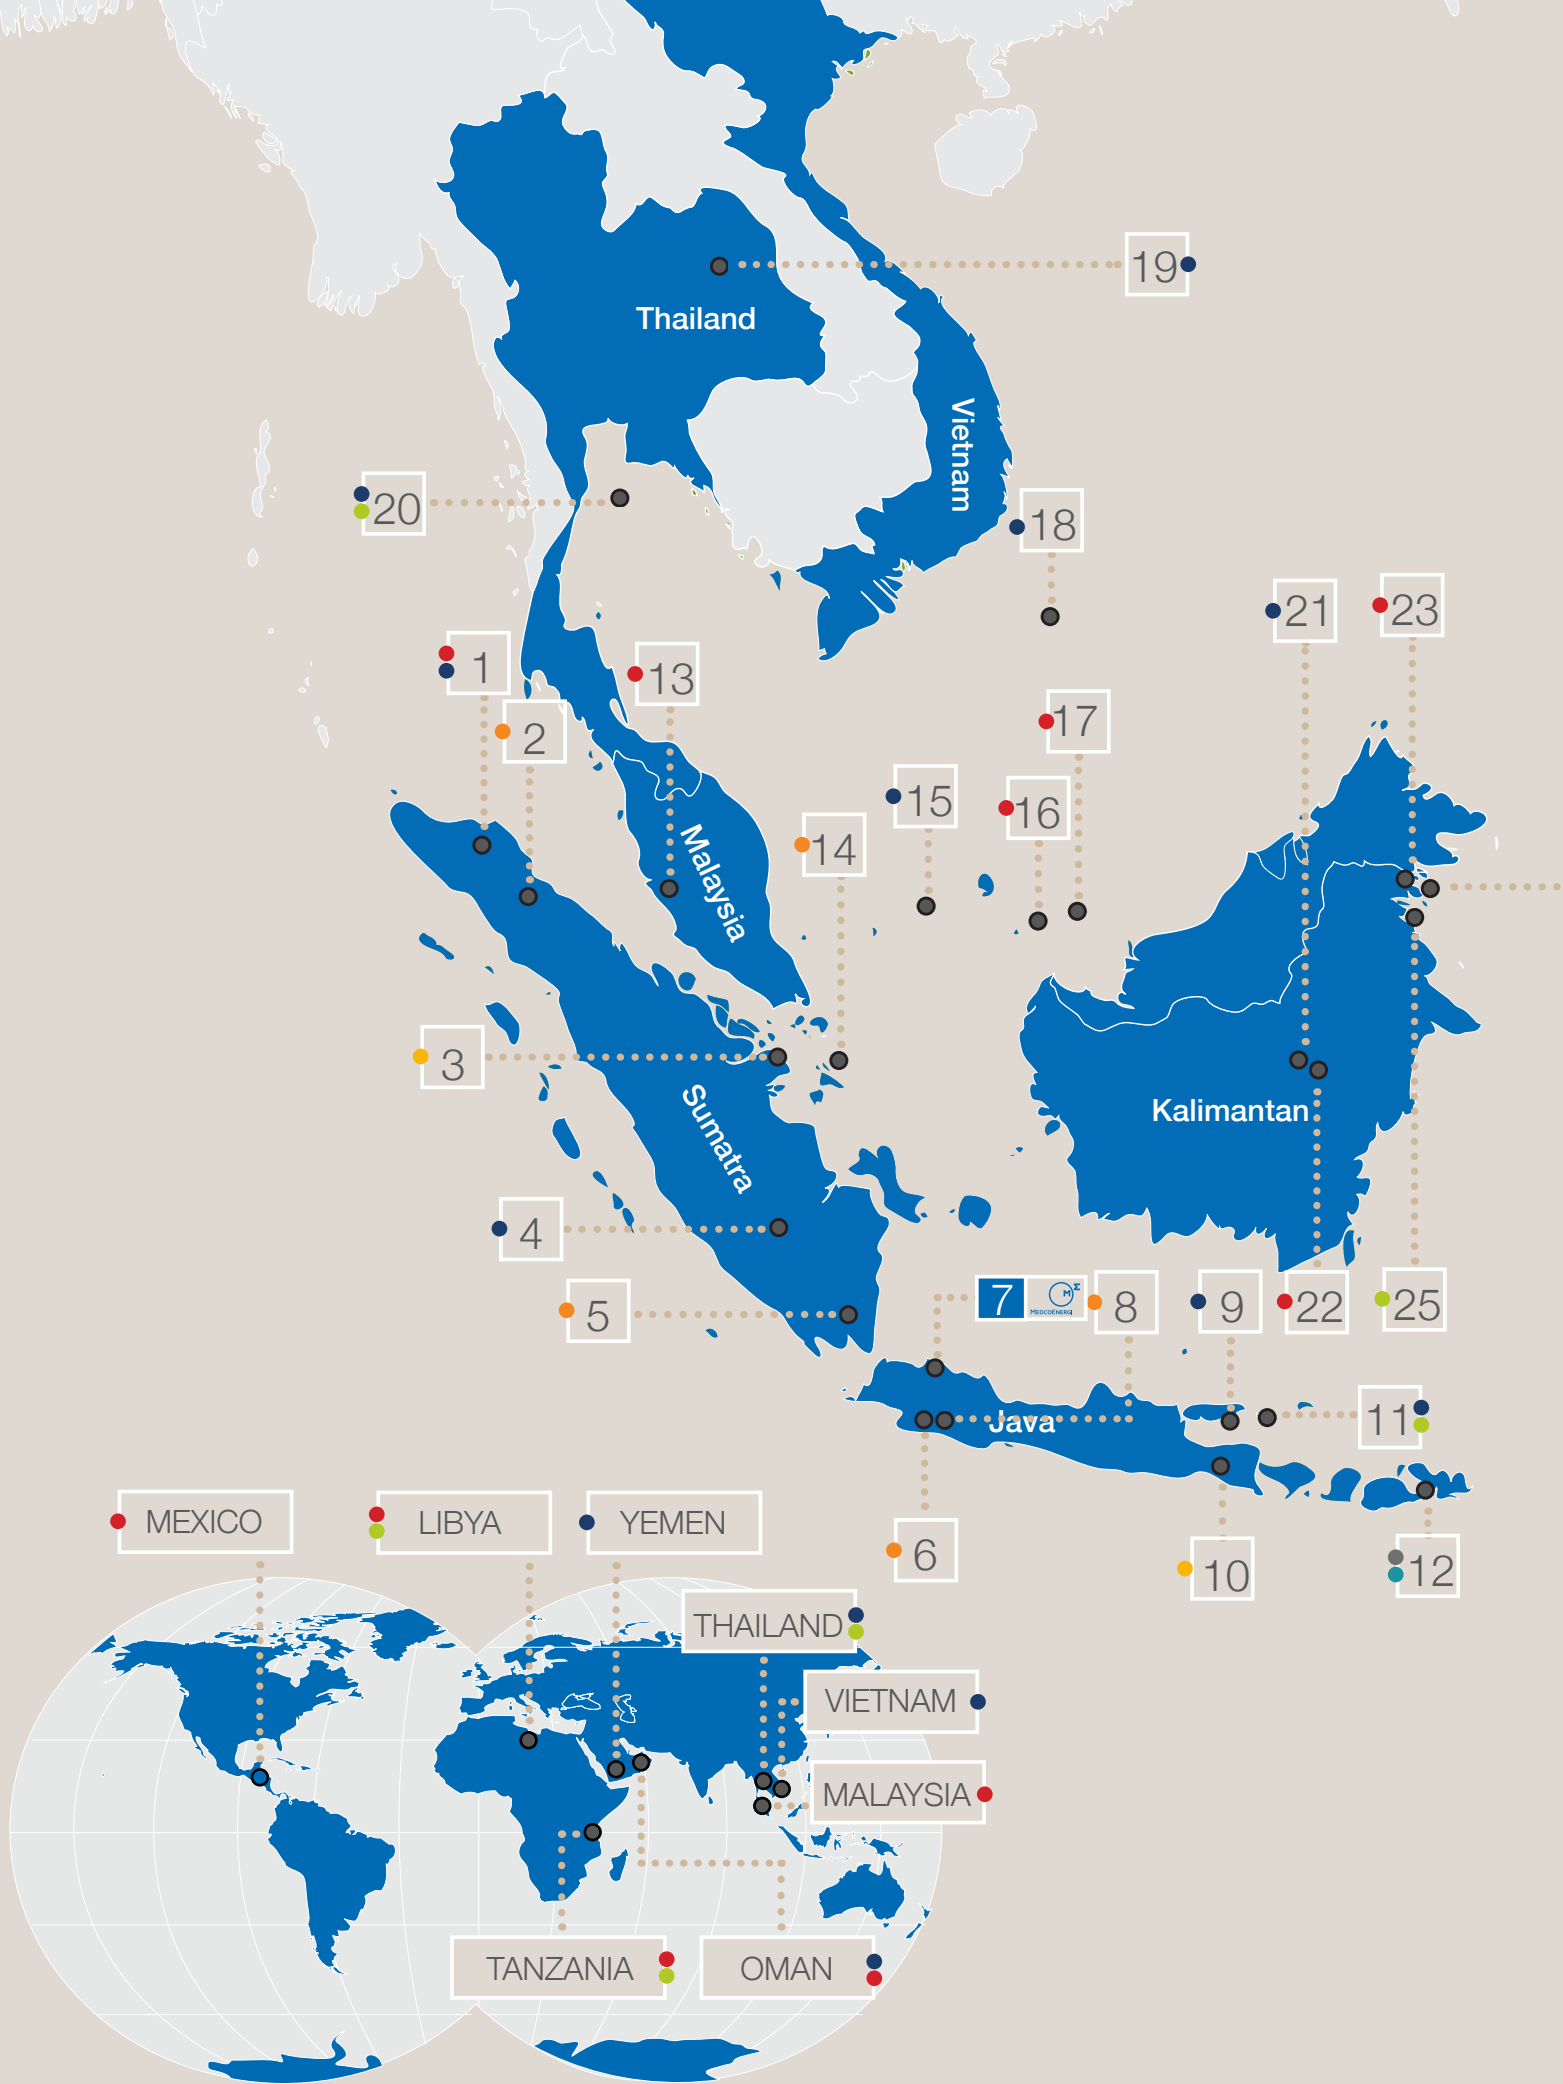 19
Thailand
Vietnam
20
18
21
23
1
13
2
17
15
16
14
Malaysia
3
Sumatra
Kalimantan
4
5
7
MEDCOENERGI
8
9
22
25
Java
11
6
10
12
MEXICO
LIBYA
YEMEN
THAILAND
VIETNAM
MALAYSIA
TANZANIA
OMAN